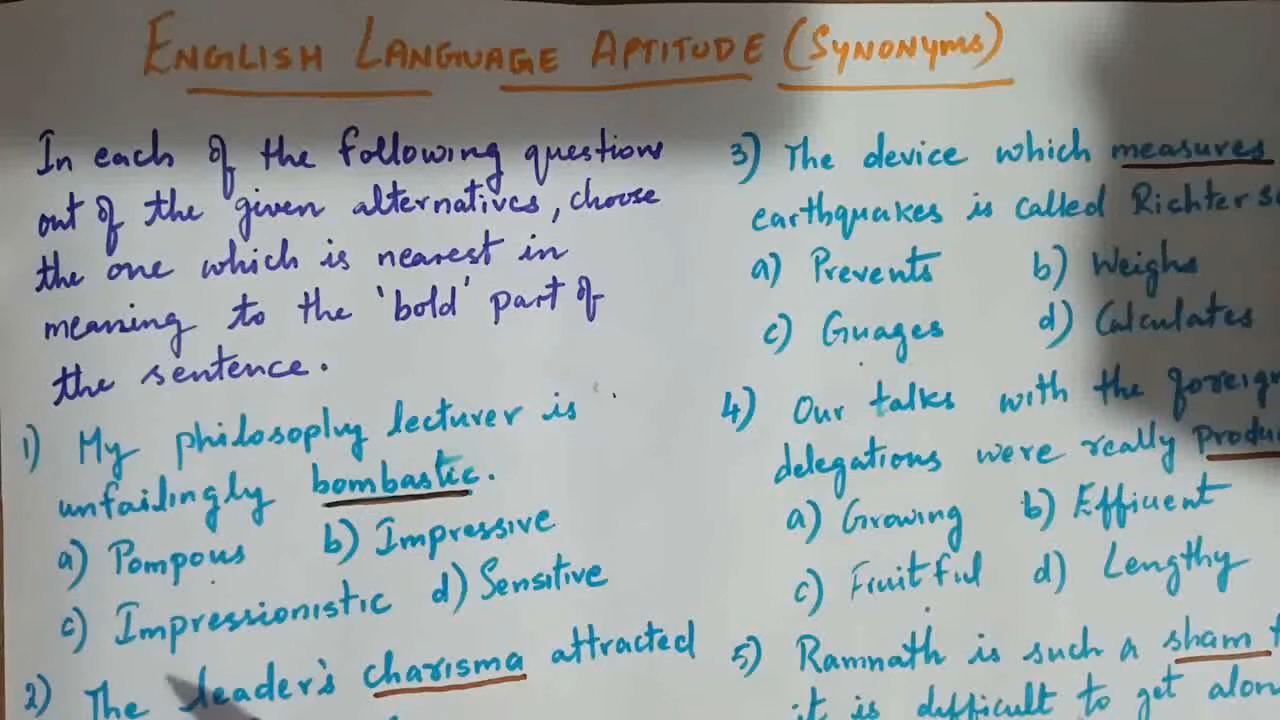 ENGLISH LANGUAGE APTITUDE (SYNONYMS)
In each of the following questions
out of the given alternatives, choose
the one which is nearest in
meaning to the 'bold' part of
the sentence.
1) My philosophy lecturer is
unfailingly bombastic.
a) Pompous b) Impressive
c) Impressionistic d) Sensitive
2) The leader's charisma attracted
3) The device which measures
earthquakes is called Richter
a) Prevents b) Weighs
c) Guages d) Calculates
4) Our talks with the
delegations were really
a) Growing b) Efficient
c) Fruitful d) Lengthy
5) Ramnath is such a sham
it is difficult to get